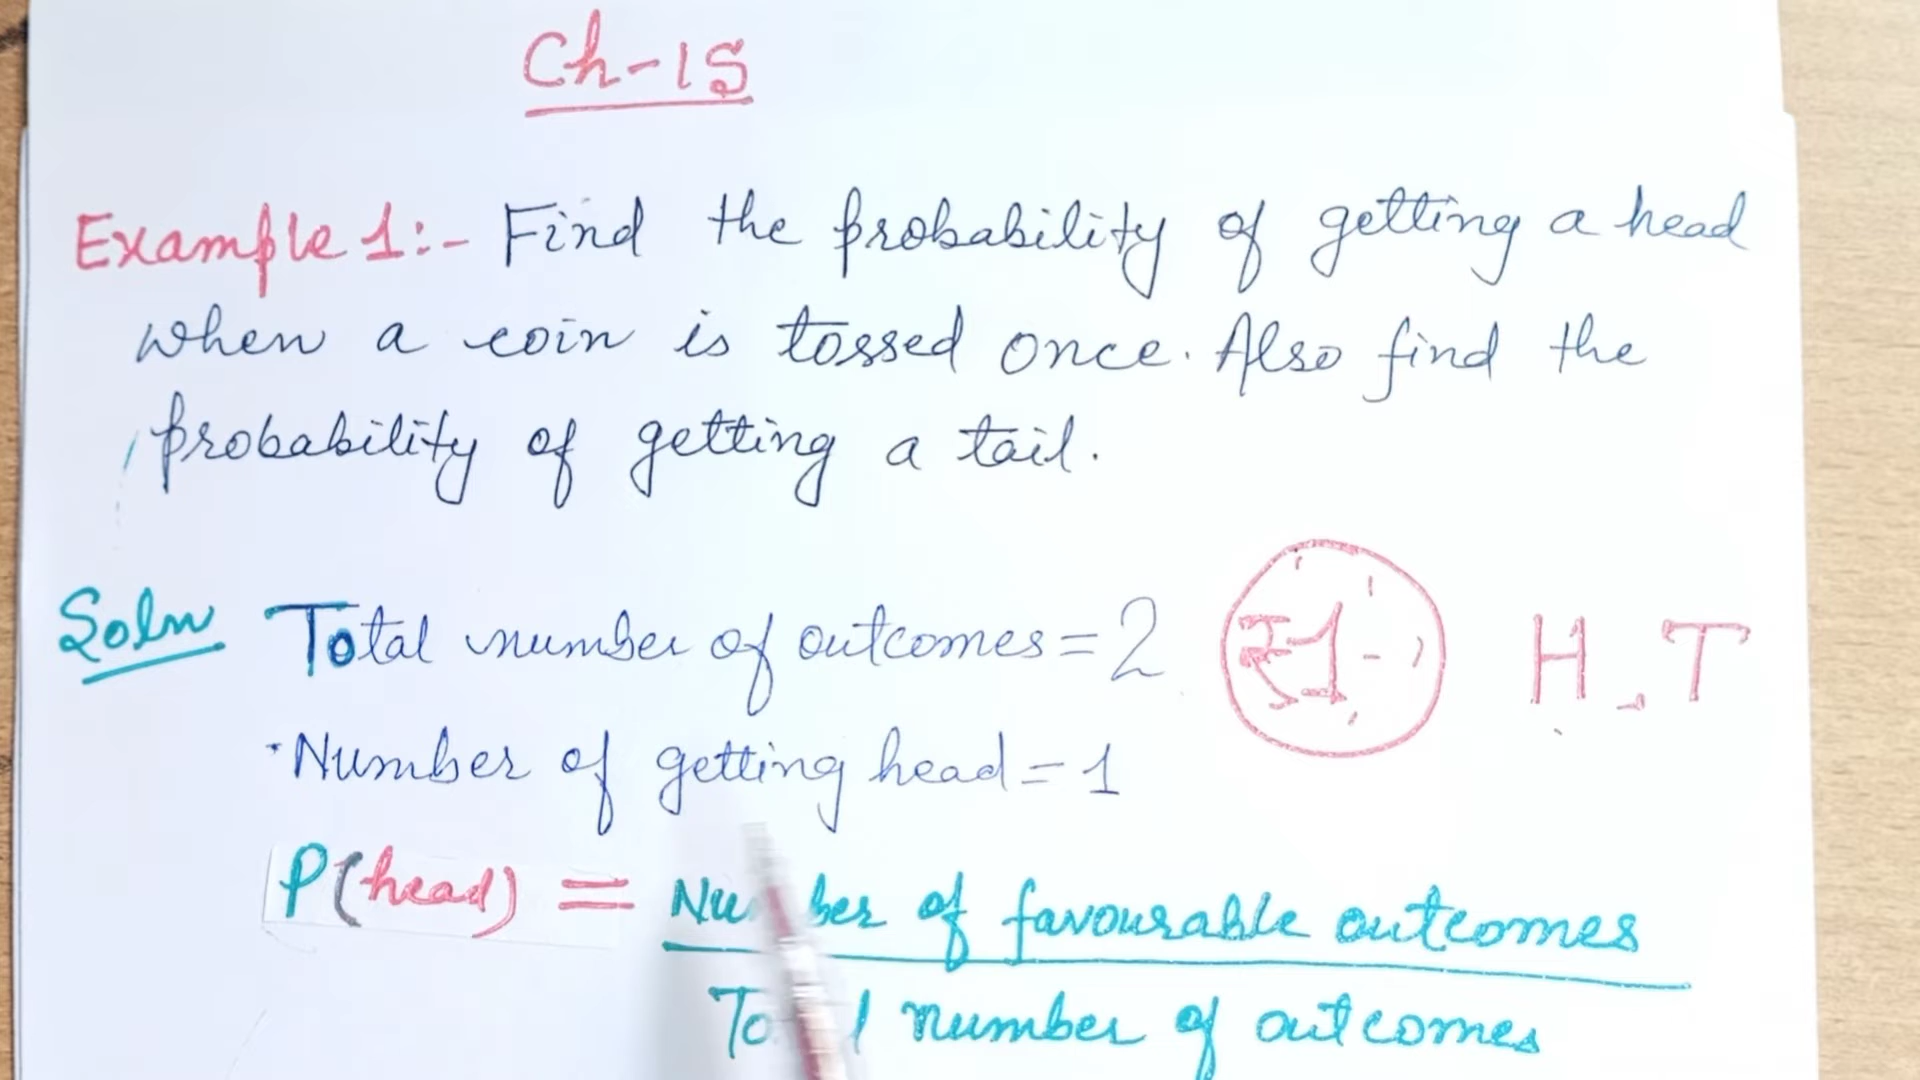 Ch-15
Example 1:- Find the probability of getting a head
when a coin is tossed once. Also find the
probability of getting a tail.
Soln Total number of outcomes = 2 ₹1 H, T
Number of getting head = 1
P(head) = Number of favourable outcomes
Total number of outcomes